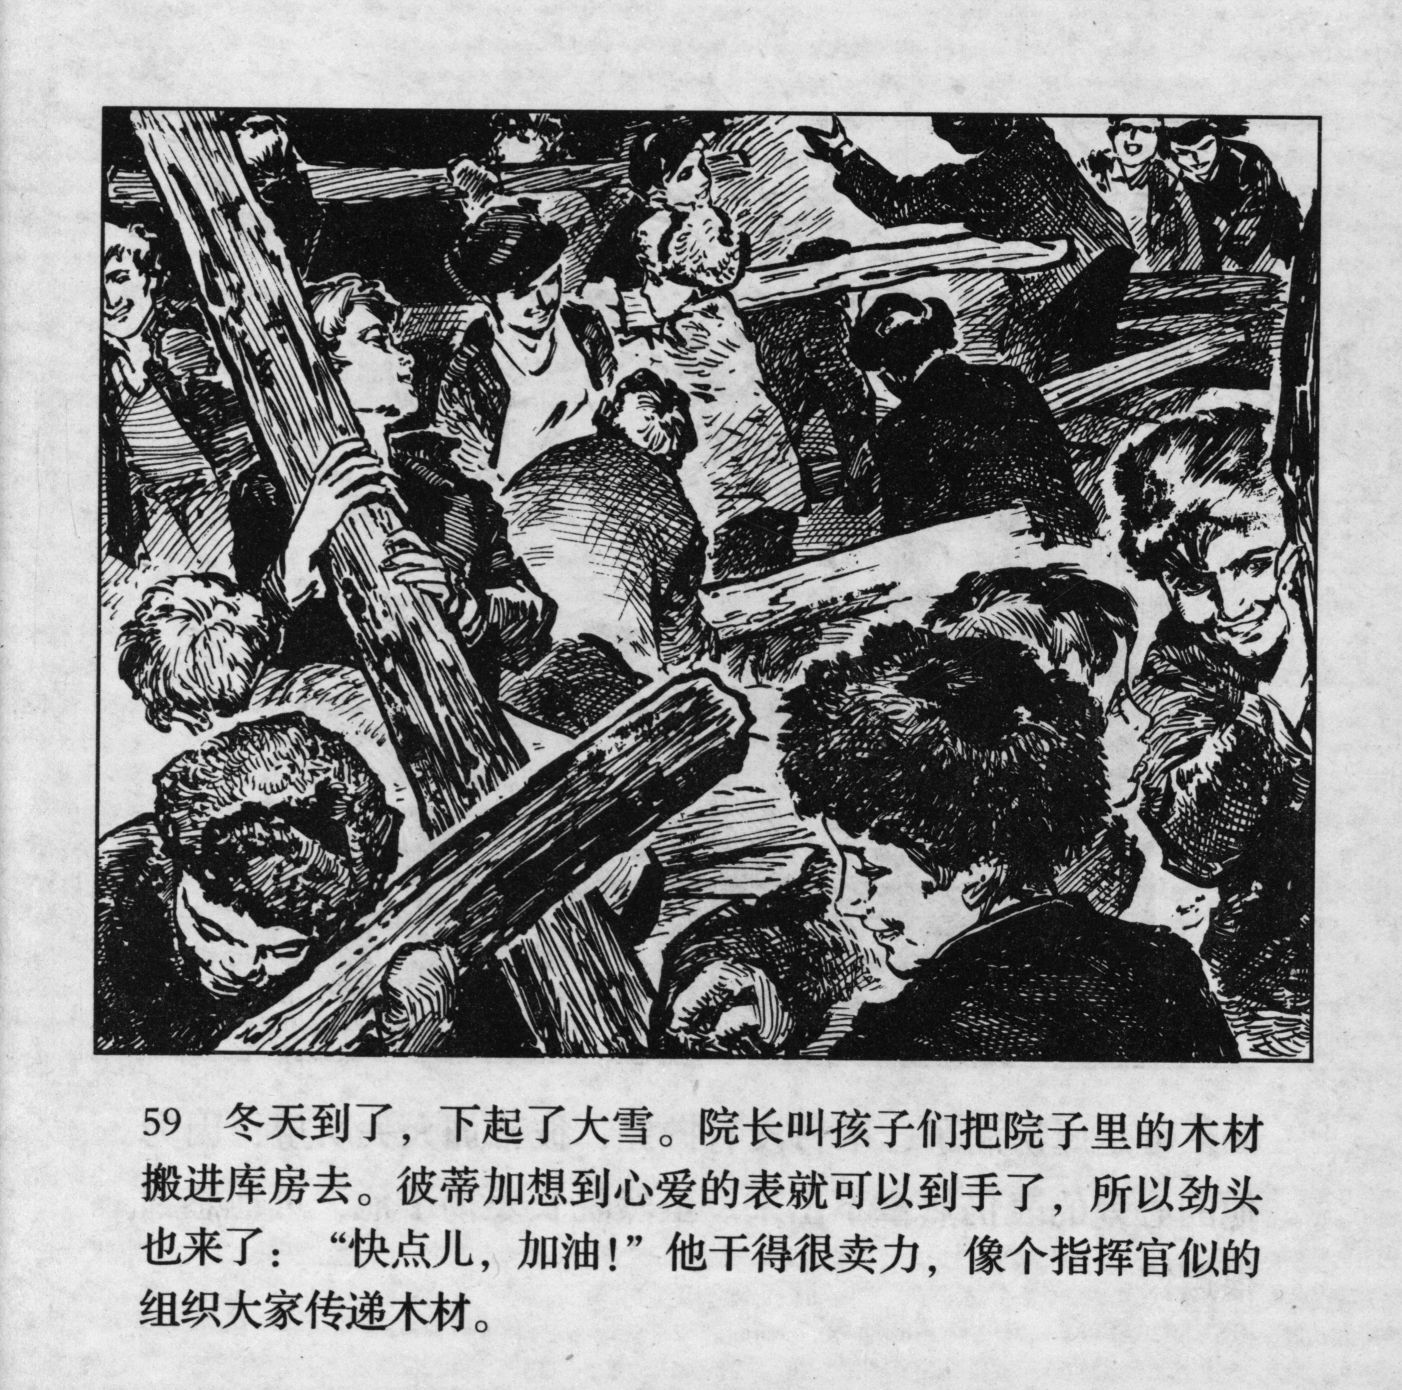 59 冬天到了，下起了大雪。院长叫孩子们把院子里的木材
搬进库房去。彼蒂加想到心爱的表就可以到手了，所以劲头
也来了：“快点儿，加油！”他干得很卖力，像个指挥官似的
组织大家传递木材。